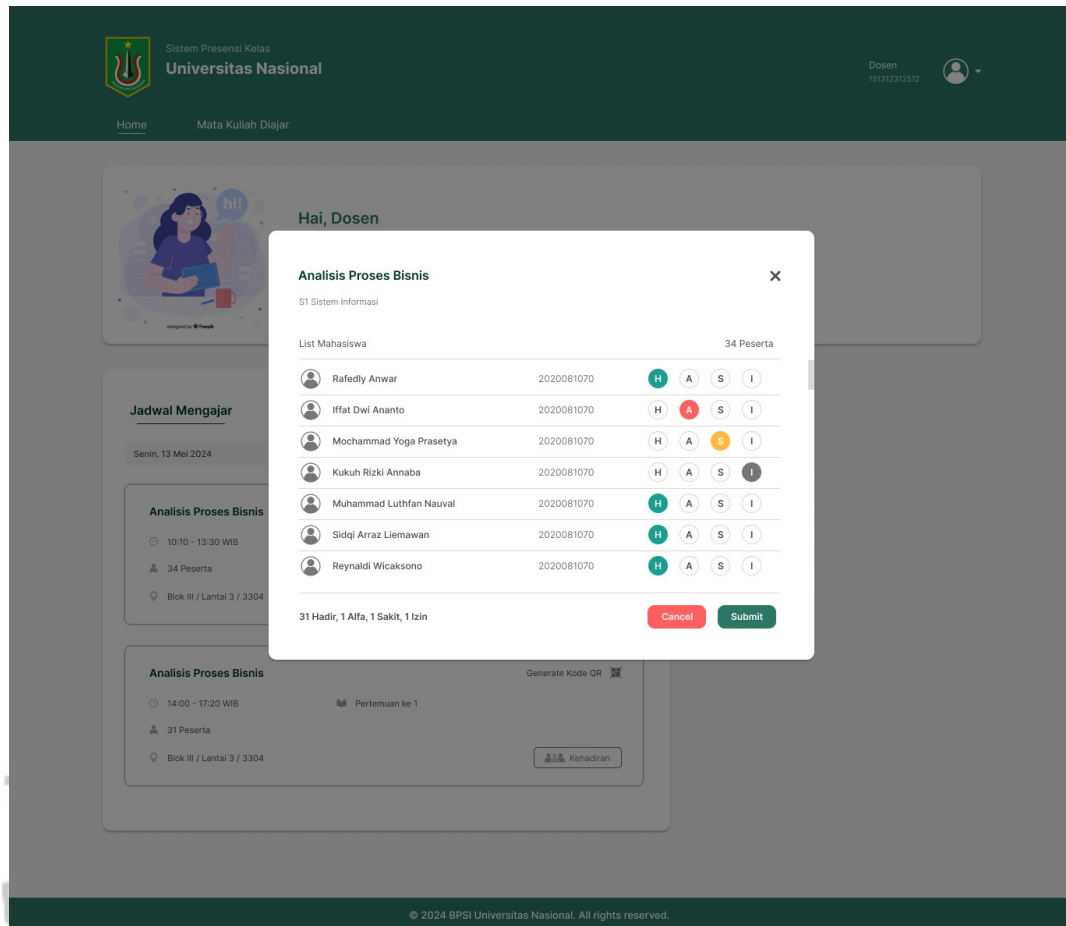 Sistem Presensi Kelas
Universitas Nasional
Dosen
151312312512
Home Mata Kuliah Diajar
hi!
designed by freepik
Hai, Dosen
Analisis Proses Bisnis
S1 Sistem Informasi
List Mahasiswa 34 Peserta
Rafedly Anwar 2020081070 H A S I
Iffat Dwi Ananto 2020081070 H A S I
Mochammad Yoga Prasetya 2020081070 H A S I
Kukuh Rizki Annaba 2020081070 H A S I
Muhammad Luthfan Nauval 2020081070 H A S I
Sidqi Arraz Liemawan 2020081070 H A S I
Reynaldi Wicaksono 2020081070 H A S I
31 Hadir, 1 Alfa, 1 Sakit, 1 Izin Cancel Submit
Jadwal Mengajar
Senin, 13 Mei 2024
Analisis Proses Bisnis
10:10 - 13:30 WIB
34 Peserta
Blok III / Lantai 3 / 3304
Analisis Proses Bisnis Generate Kode QR
14:00 - 17:20 WIB Pertemuan ke 1
31 Peserta
Blok III / Lantai 3 / 3304 Kehadiran
© 2024 BPSI Universitas Nasional. All rights reserved.